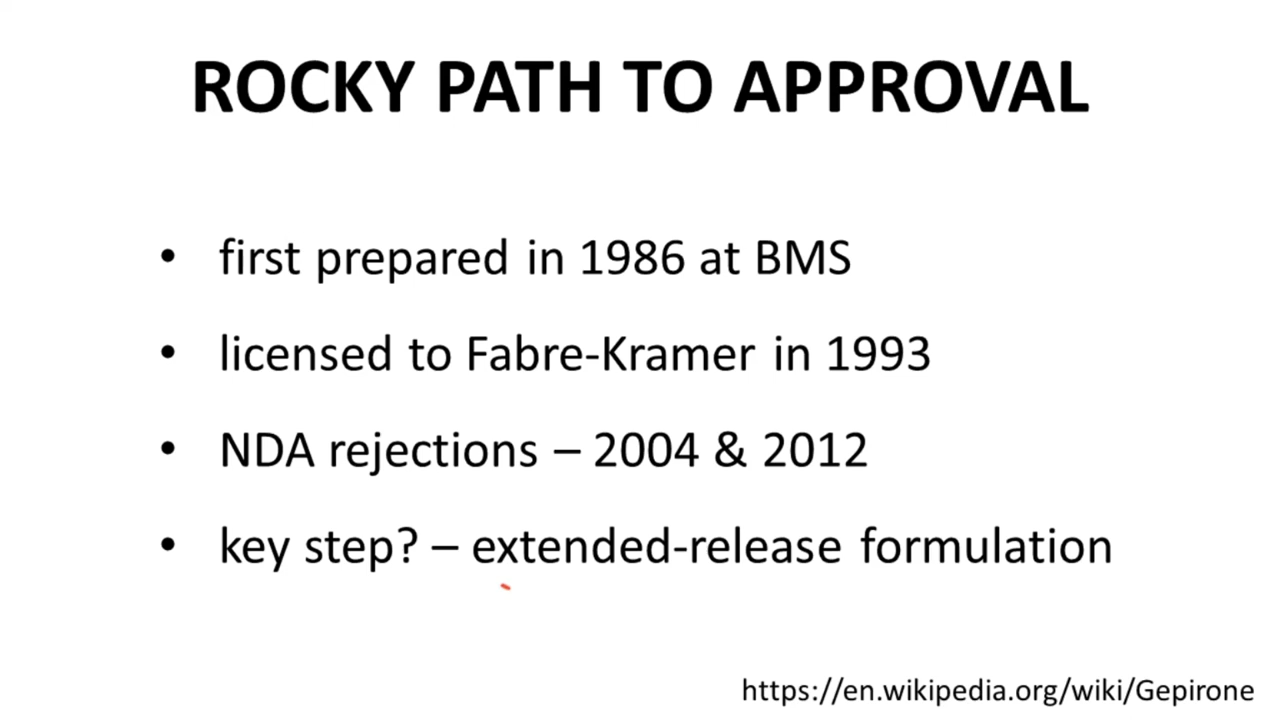 ROCKY PATH TO APPROVAL
• first prepared in 1986 at BMS
• licensed to Fabre-Kramer in 1993
• NDA rejections – 2004 & 2012
• key step? – extended-release formulation
https://en.wikipedia.org/wiki/Gepirone